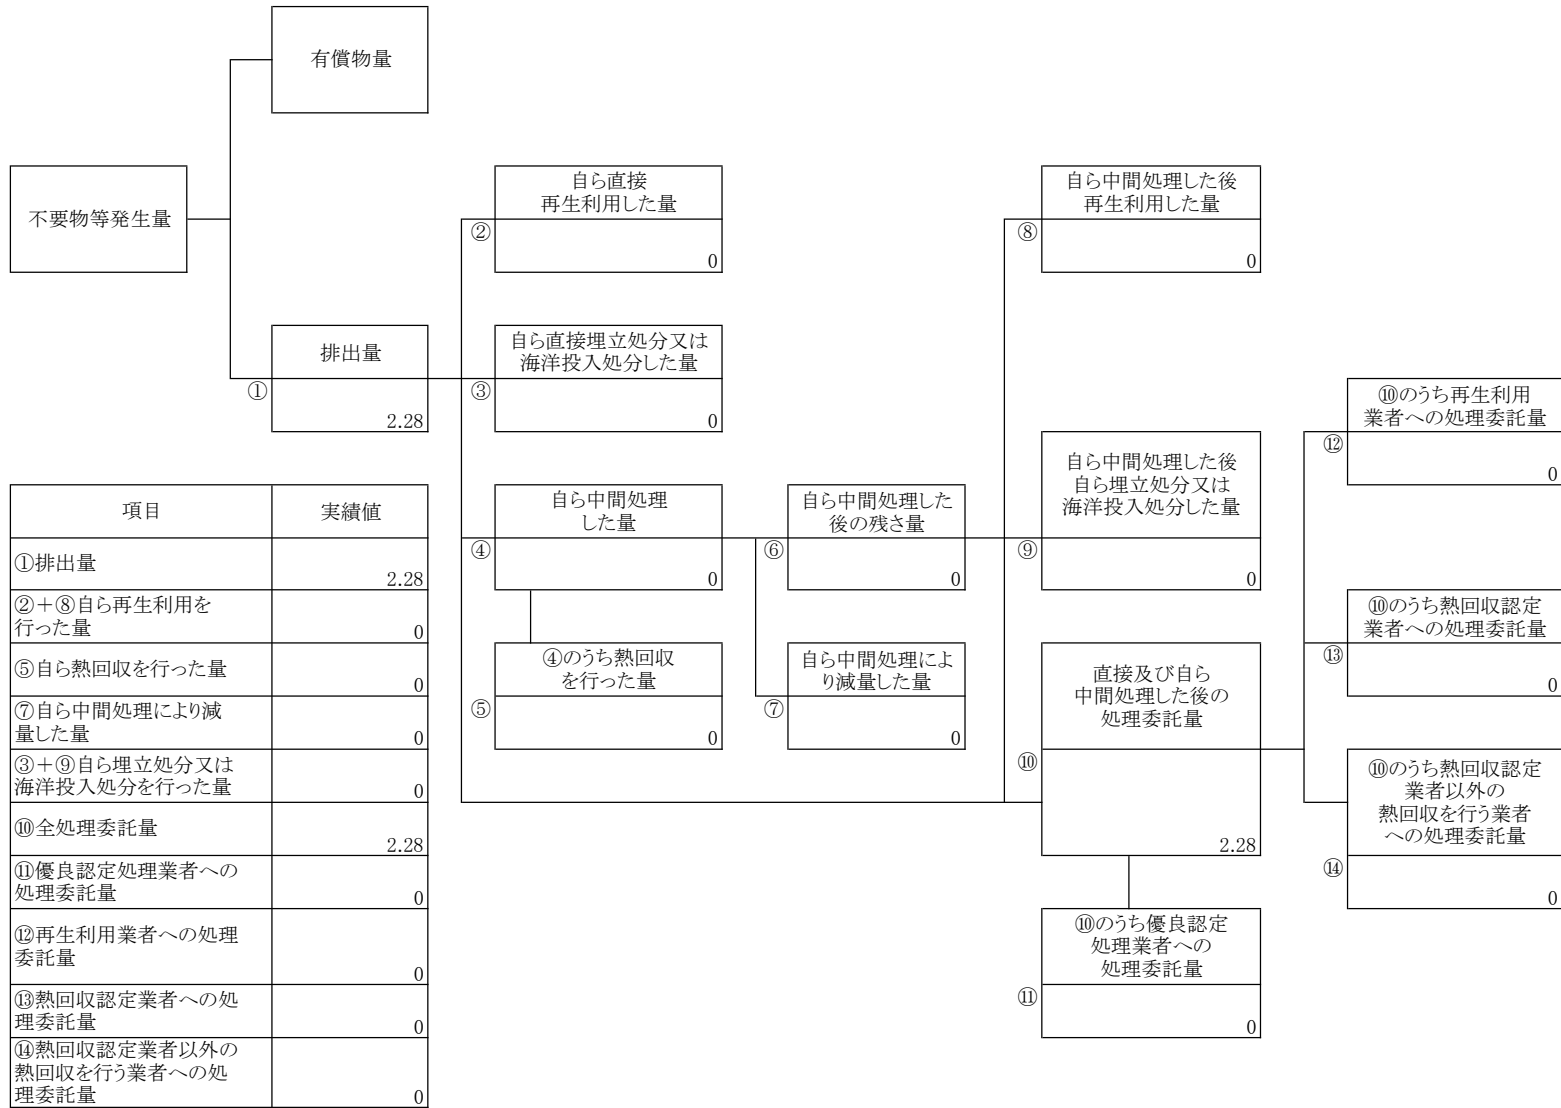 有償物量
不要物等発生量
排出量
①
2.28
自ら直接
再生利用した量
②
0
自ら直接埋立処分又は
海洋投入処分した量
③
0
自ら中間処理
した量
④
0
④のうち熱回収
を行った量
⑤
0
自ら中間処理した
後の残さ量
⑥
0
自ら中間処理によ
り減量した量
⑦
0
自ら中間処理した後
再生利用した量
⑧
0
自ら中間処理した後
自ら埋立処分又は
海洋投入処分した量
⑨
0
直接及び自ら
中間処理した後の
処理委託量
⑩
2.28
⑩のうち優良認定
処理業者への
処理委託量
⑪
0
⑩のうち再生利用
業者への処理委託量
⑫
0
⑩のうち熱回収認定
業者への処理委託量
⑬
0
⑩のうち熱回収認定
業者以外の
熱回収を行う業者
への処理委託量
⑭
0
項目 実績値
①排出量
2.28
②+⑧自ら再生利用を
行った量 0
⑤自ら熱回収を行った量
0
⑦自ら中間処理により減
量した量 0
③+⑨自ら埋立処分又は
海洋投入処分を行った量 0
⑩全処理委託量
2.28
⑪優良認定処理業者への
処理委託量 0
⑫再生利用業者への処理
委託量 0
⑬熱回収認定業者への処
理委託量 0
⑭熱回収認定業者以外の
熱回収を行う業者への処
理委託量 0